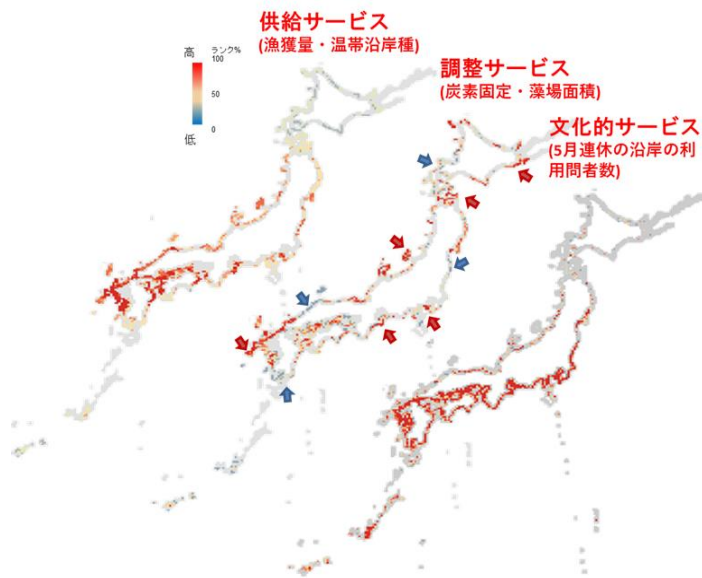 供給サービス
(漁獲量・温帯沿岸種)
高
ランク%
100
50
0
低
調整サービス
(炭素固定・藻場面積)
文化的サービス
(5月連休の沿岸の利
用問者数)